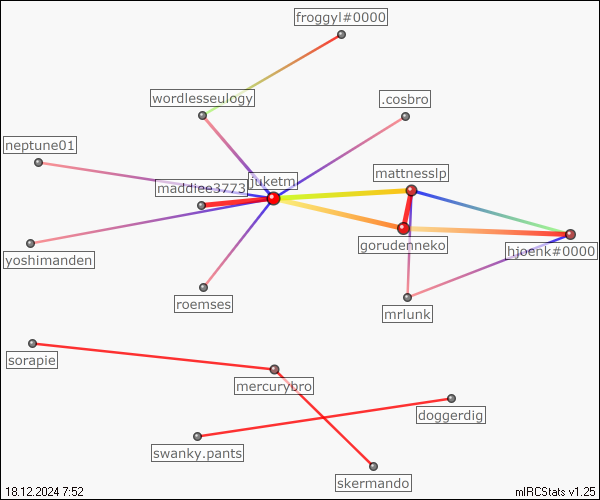 froggyl#0000
wordlesseulogy
.cosbro
neptune01
mattnesslp
juketm
maddiee3773
gorudenneko
hjoenk#0000
yoshimanden
roemses
mrlunk
sorapie
mercurybro
doggerdig
swanky.pants
skermando
18.12.2024 7:52
mIRCStats v1.25